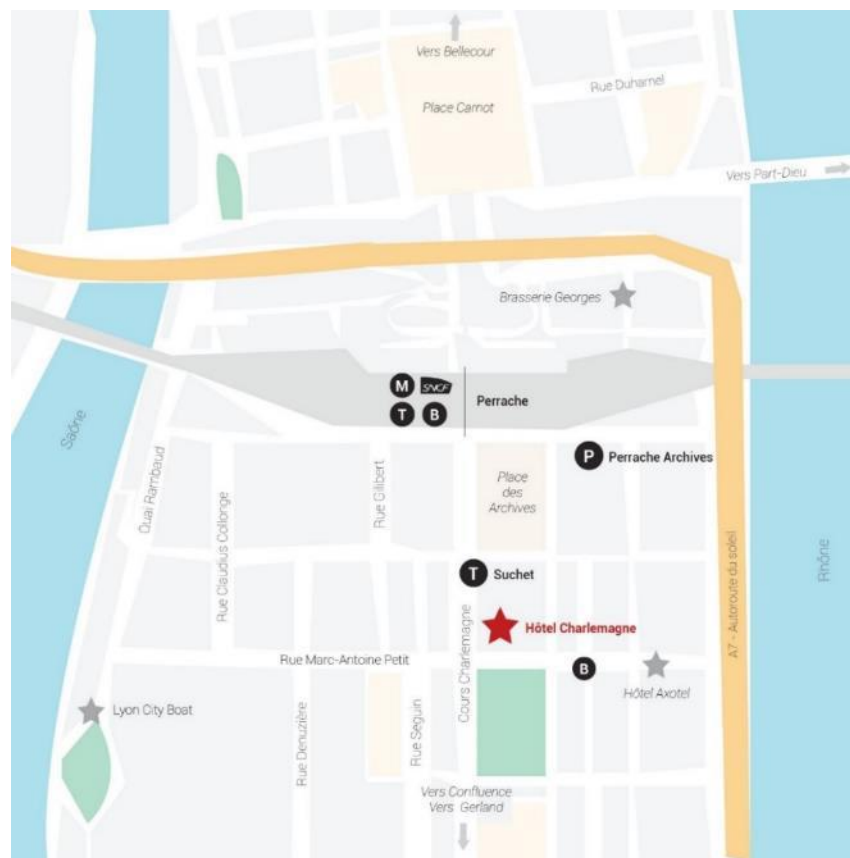 Vers Bellecour
Rue Duhamel
Place Carnot
Vers Part-Dieu
Brasserie Georges
M SNCF
T B
Perrache
Saône
P Perrache Archives
Place
des
Archives
Quai Rambaud
Rue Gilibert
Rue Claudius Collonge
T Suchet
A7 - Autoroute du soleil
Rhône
Hôtel Charlemagne
Cours Charlemagne
Rue Marc-Antoine Petit
B
Hôtel Axotel
Lyon City Boat
Rue Denuzière
Rue Seguin
Vers Confluence
Vers Gerland